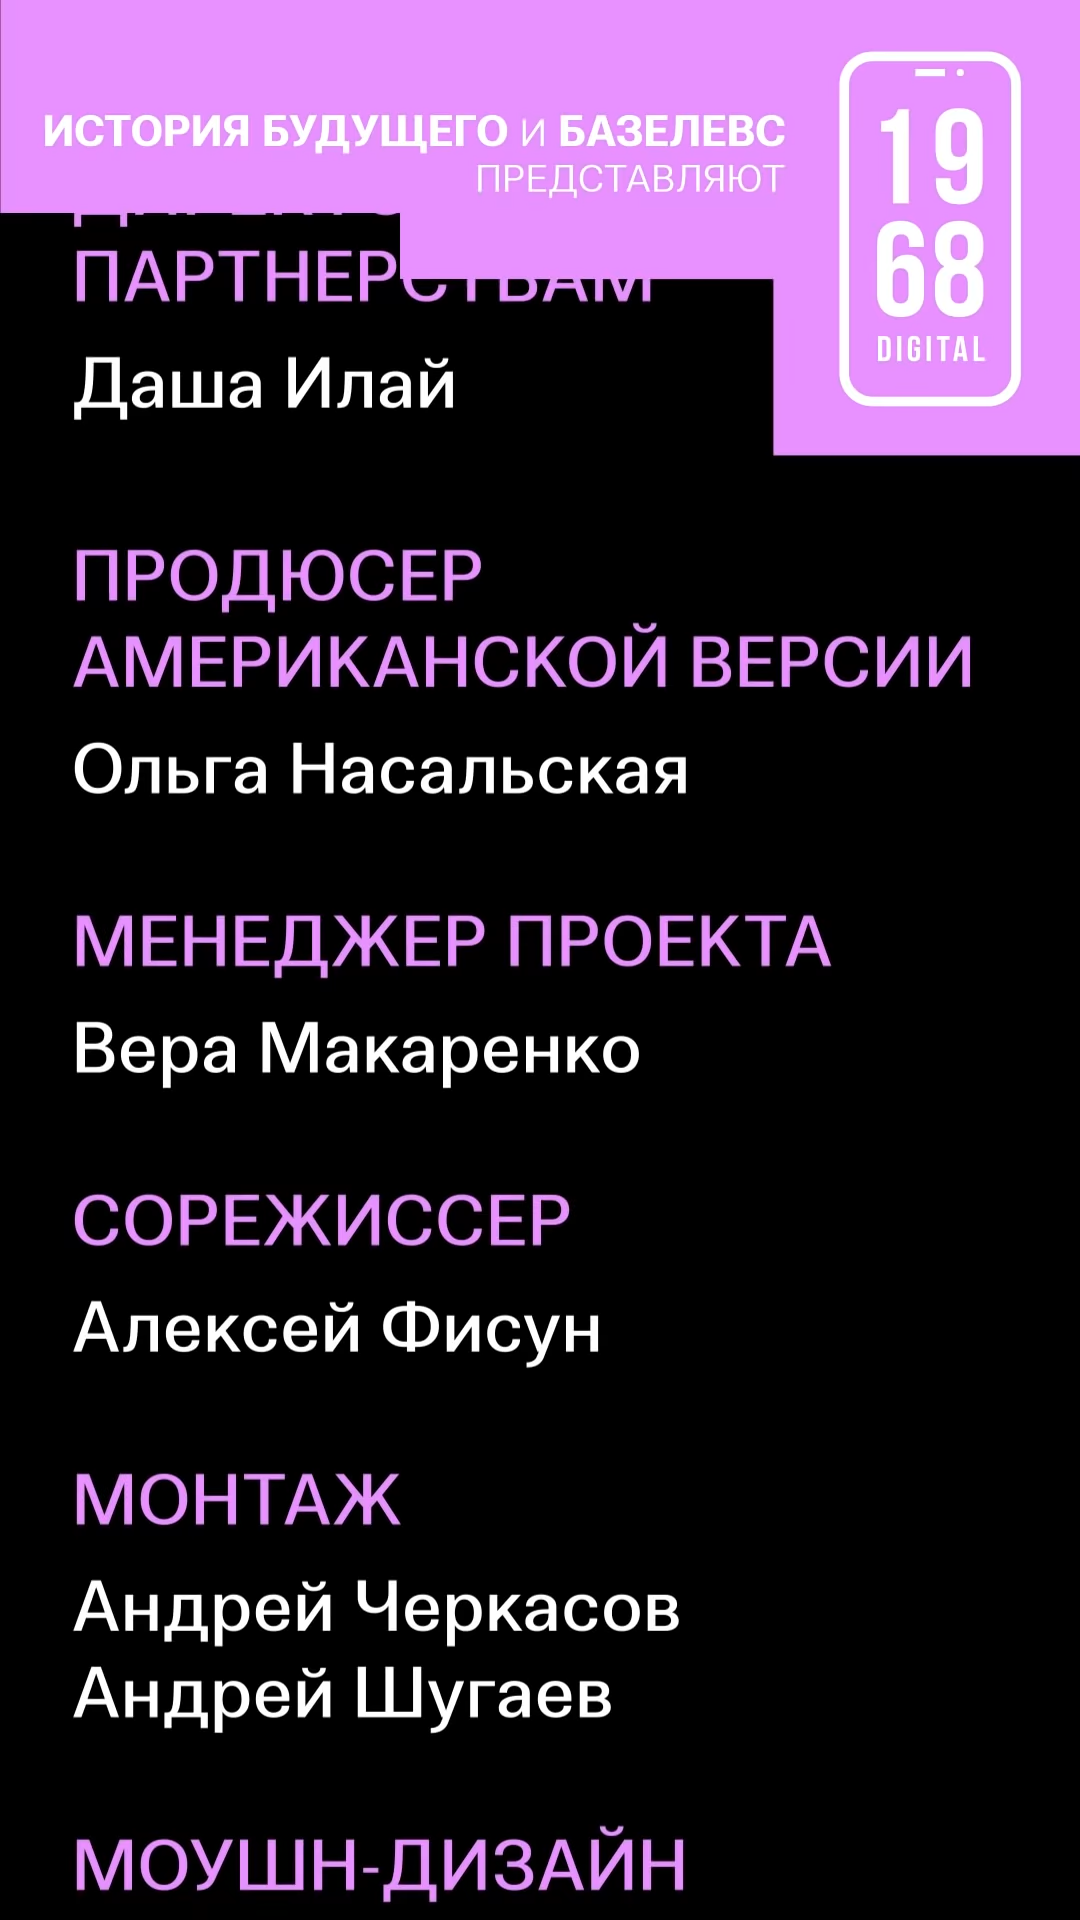 ИСТОРИЯ БУДУЩЕГО И БАЗЕЛЕВС
ПРЕДСТАВЛЯЮТ
19
68
DIGITAL
ПАРТНЕРСТВАМ
Даша Илай
ПРОДЮСЕР
АМЕРИКАНСКОЙ ВЕРСИИ
Ольга Насальская
МЕНЕДЖЕР ПРОЕКТА
Вера Макаренко
СОРЕЖИССЕР
Алексей Фисун
МОНТАЖ
Андрей Черкасов
Андрей Шугаев
МОУШН-ДИЗАЙН